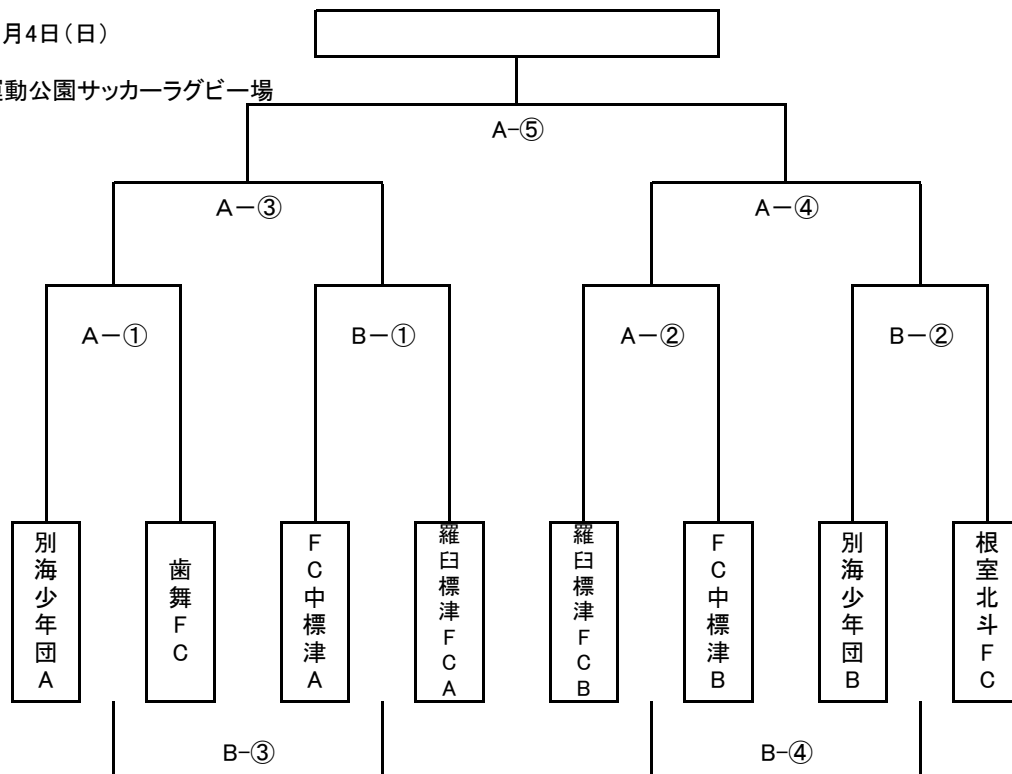 月4日（日）
運動公園サッカーラグビー場
A-⑤
A－③
A－④
A－①
B－①
A－②
B－②
別海少年団A
歯舞FC
FC中標津A
羅臼標津FCA
羅臼標津FCB
FC中標津B
別海少年団B
根室北斗FC
B-③
B-④